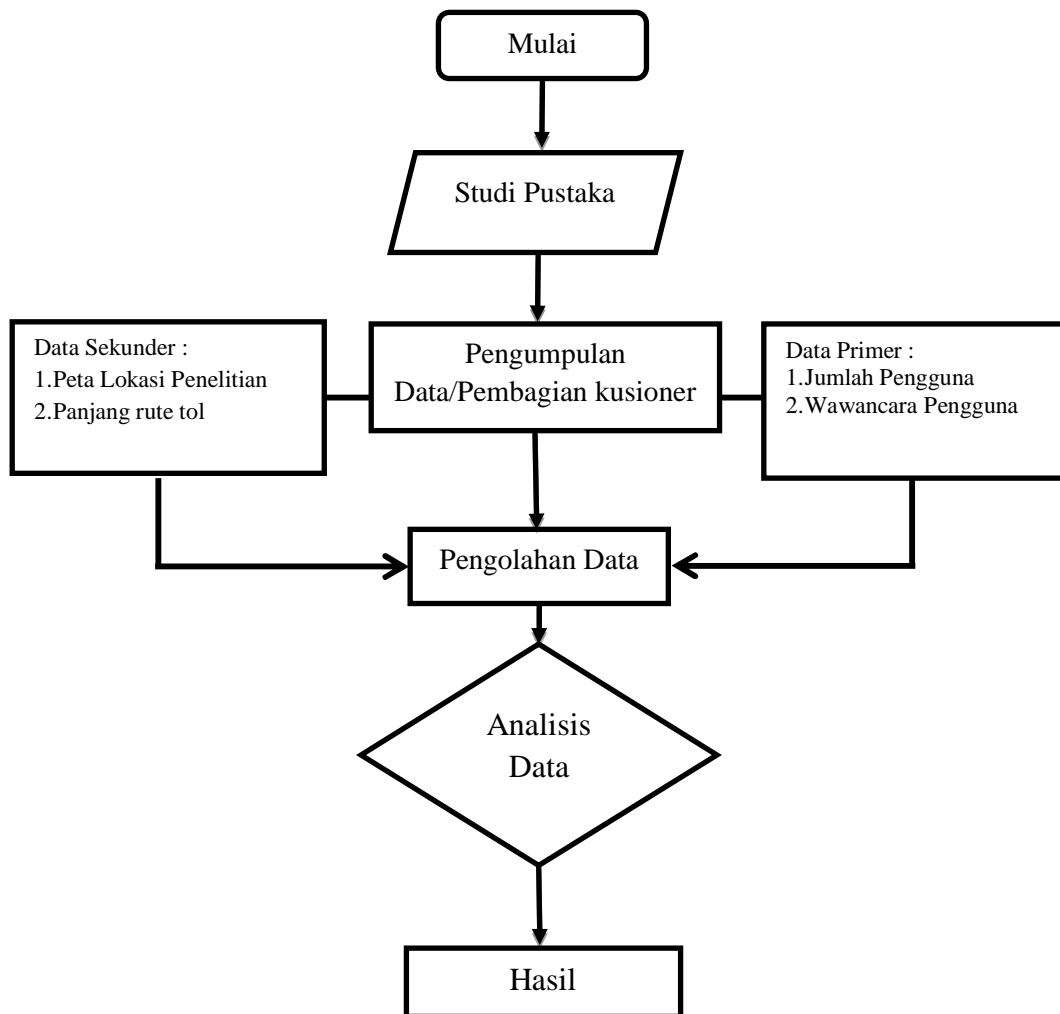 Mulai
Studi Pustaka
Data Sekunder :
1.Peta Lokasi Penelitian
2.Panjang rute tol
Pengumpulan
Data/Pembagian kusioner
Data Primer :
1.Jumlah Pengguna
2.Wawancara Pengguna
Pengolahan Data
Analisis
Data
Hasil